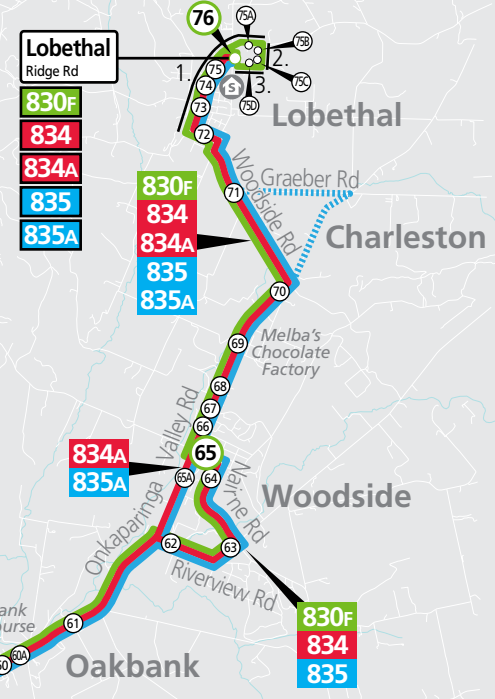 76
75A
75B
75C
75D
Lobethal
Ridge Rd
1.
2.
3.
75
S
74
73
72
Lobethal
830F
834
834A
835
835A
Woodside Rd
71
Graeber Rd
830F
834
834A
835
835A
Charleston
70
69
Melba's
Chocolate
Factory
68
67
66
Valley Rd
65
834A
835A
65A
64
Nairne Rd
Woodside
Onkaparinga
62
63
Riverview Rd
830F
834
835
61
60A
Oakbank